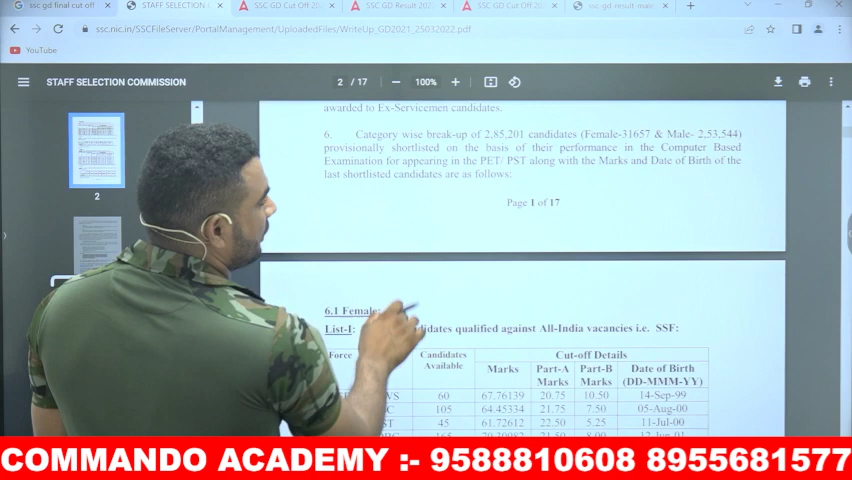 ssc gd final cut off
STAFF SELECTION
SSC GD Cut Off 20
SSC GD Result 202
SSC GD Cut Off 20
ssc-gd-result-main
ssc.nic.in/SSCFileServer/PortalManagement/UploadedFiles/WriteUp_GD2021_25032022.pdf
YouTube
STAFF SELECTION COMMISSION
2 / 17
100%
2
awarded to Ex-Servicemen candidates.
6. Category wise break-up of 2,85,201 candidates (Female-31657 & Male- 2,53,544)
provisionally shortlisted on the basis of their performance in the Computer Based
Examination for appearing in the PET/ PST along with the Marks and Date of Birth of the
last shortlisted candidates are as follows:
Page 1 of 17
6.1 Female:
List-I: didates qualified against All-India vacancies i.e. SSF:
Force Candidates Available Cut-off Details
Marks Part-A Marks Part-B Marks Date of Birth (DD-MMM-YY)
WS 60 67.76139 20.75 10.50 14-Sep-99
C 105 64.45334 21.75 7.50 05-Aug-00
ST 45 61.72612 22.50 5.25 11-Jul-00
COMMANDO ACADEMY :- 9588810608 8955681577